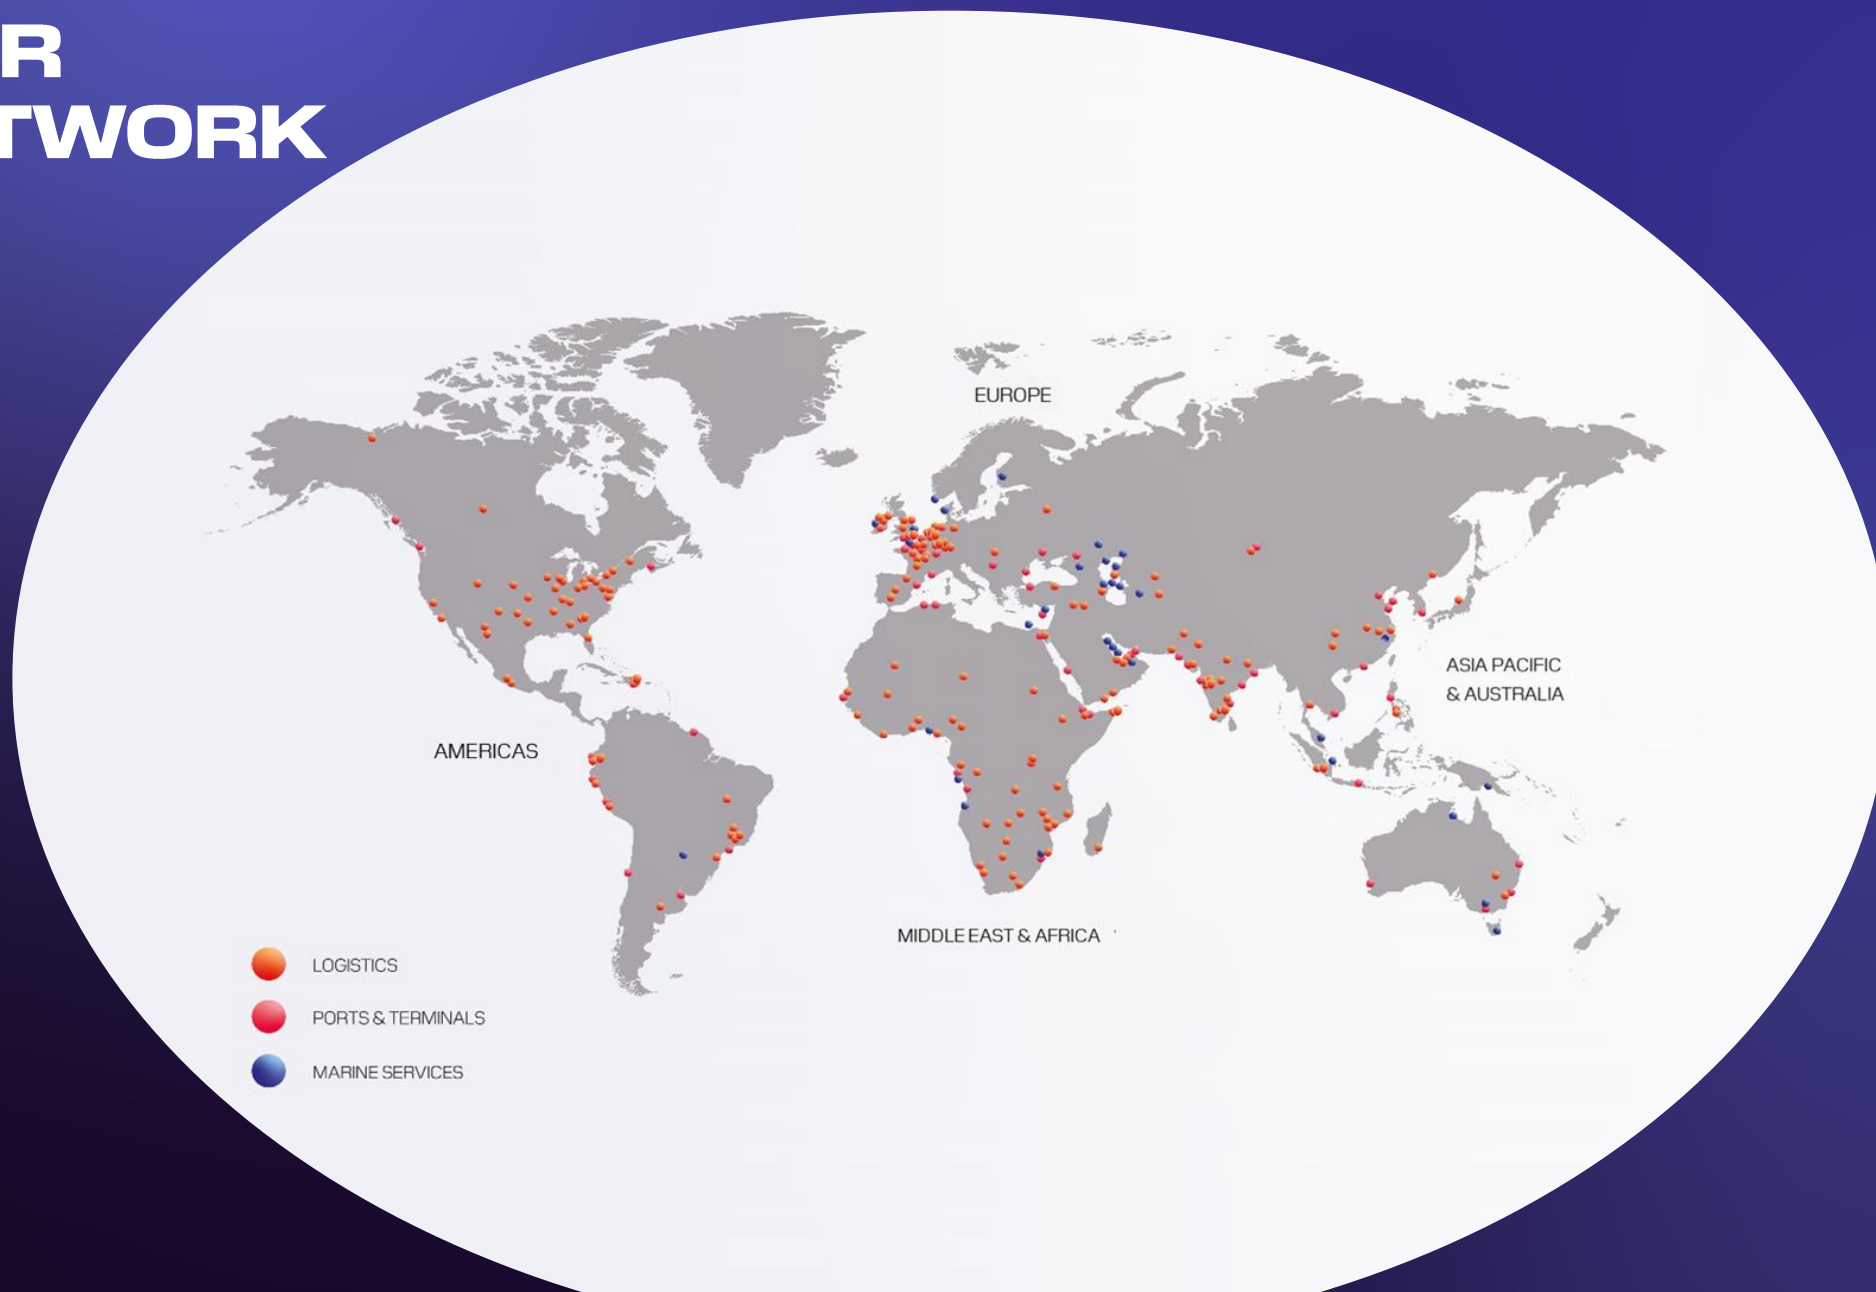 R
TWORK
EUROPE
ASIA PACIFIC
& AUSTRALIA
AMERICAS
MIDDLE EAST & AFRICA
LOGISTICS
PORTS & TERMINALS
MARINE SERVICES